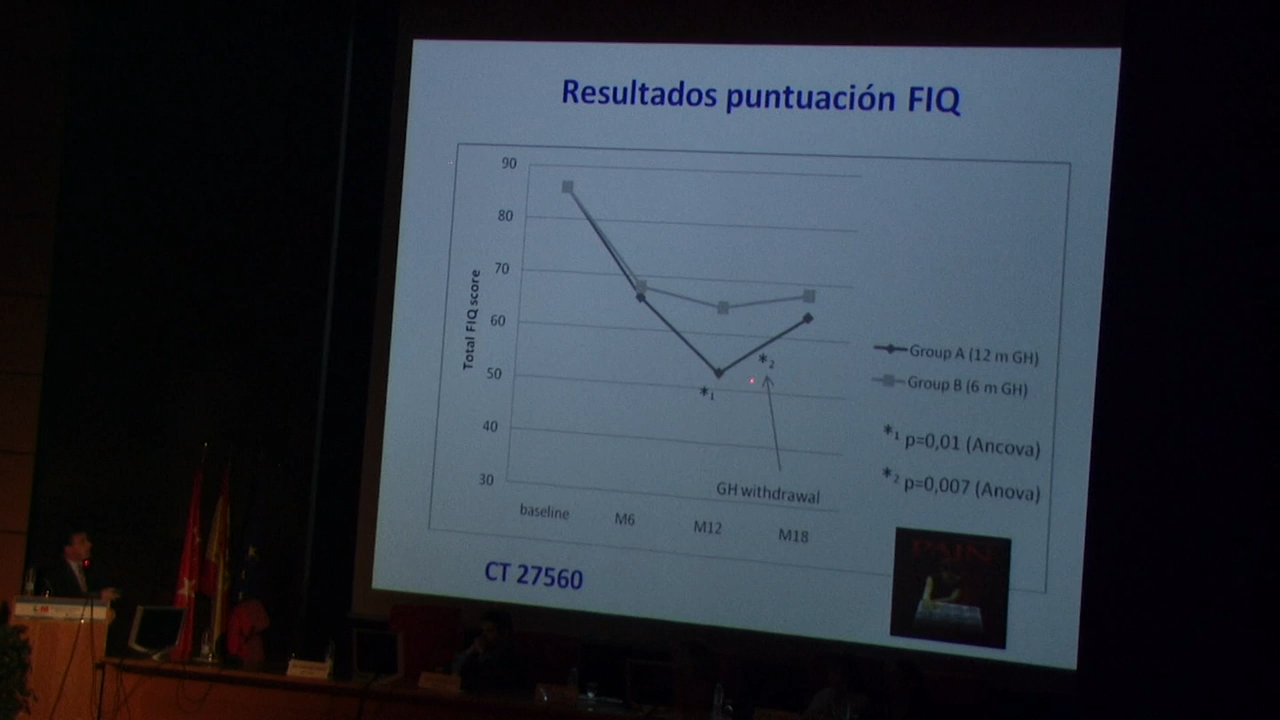 Resultados puntuación FIQ
90
80
70
60
50
40
30
Total FIQ score
*1
*2
GH withdrawal
baseline
M6
M12
M18
Group A (12 m GH)
Group B (6 m GH)
*1 p=0,01 (Ancova)
*2 p=0,007 (Anova)
CT 27560
PAIN